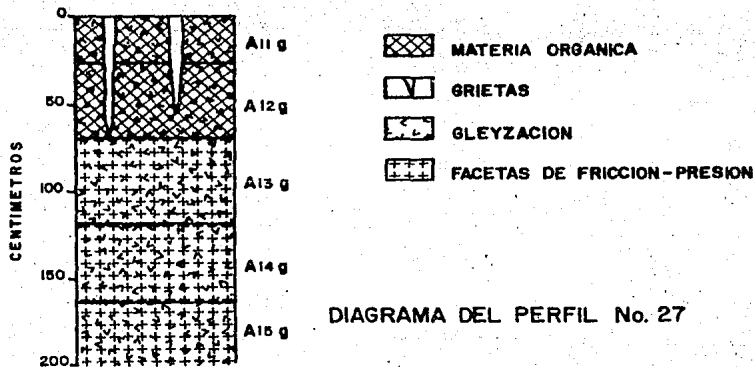 CENTIMETROS
0
50
100
150
200
A11 g
A12 g
A13 g
A14 g
A15 g
MATERIA ORGANICA
GRIETAS
GLEYZACION
FACETAS DE FRICCION-PRESION
DIAGRAMA DEL PERFIL No. 27